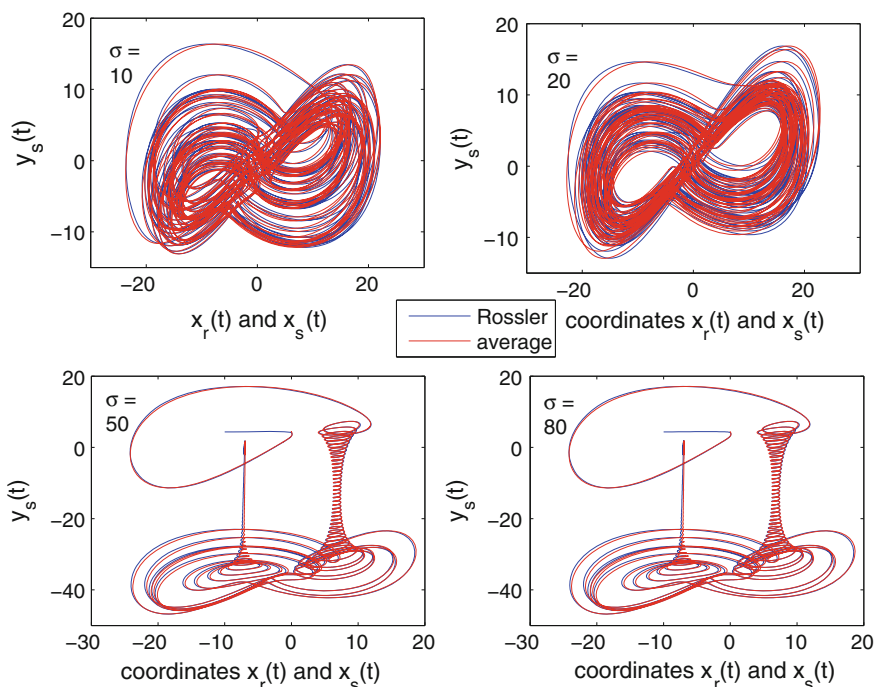 20
10
0
−10
−20
0
20
σ =
10
y_s(t)
x_r(t) and x_s(t)
20
10
0
−10
−20
0
20
σ =
20
y_s(t)
coordinates x_r(t) and x_s(t)
Rossler
average
20
0
−20
−40
−30
−20
−10
0
10
20
σ =
50
y_s(t)
coordinates x_r(t) and x_s(t)
20
0
−20
−40
−30
−20
−10
0
10
20
σ =
80
y_s(t)
coordinates x_r(t) and x_s(t)